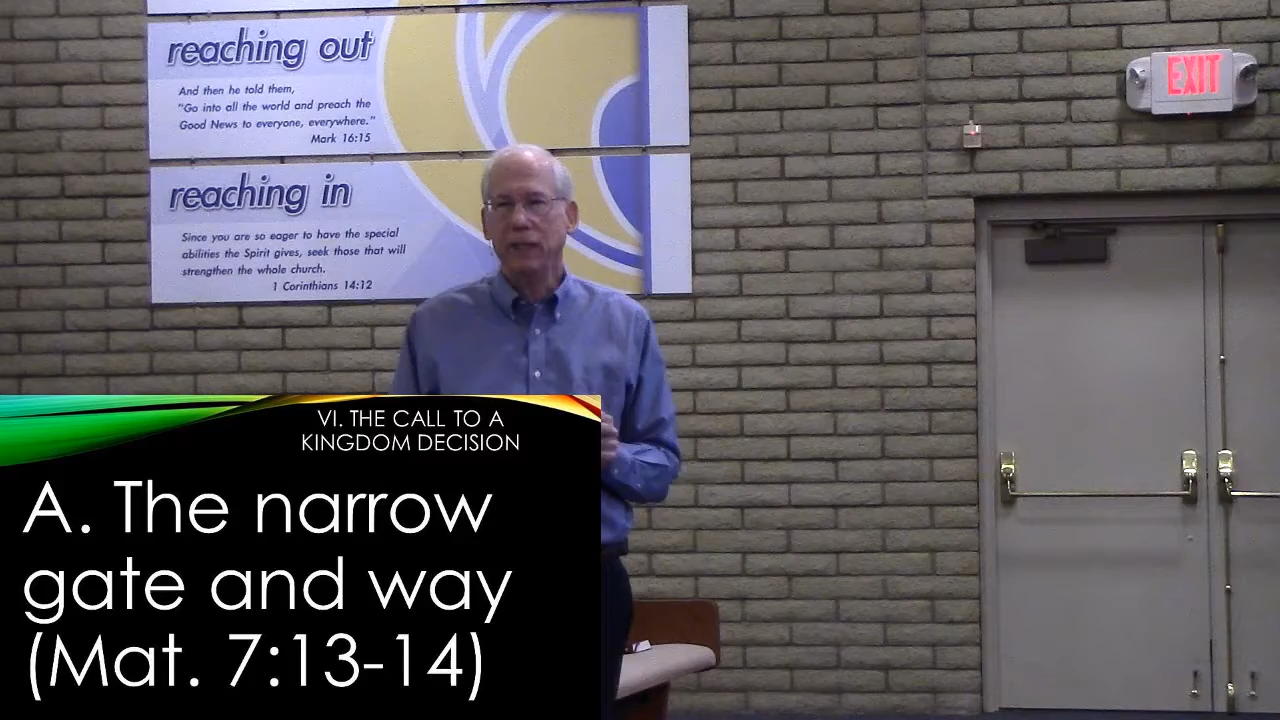 reaching out
And then he told them,
"Go into all the world and preach the
Good News to everyone, everywhere."
Mark 16:15
reaching in
Since you are so eager to have the special
abilities the Spirit gives, seek those that will
strengthen the whole church.
1 Corinthians 14:12
EXIT
VI. THE CALL TO A
KINGDOM DECISION
A. The narrow
gate and way
(Mat. 7:13-14)